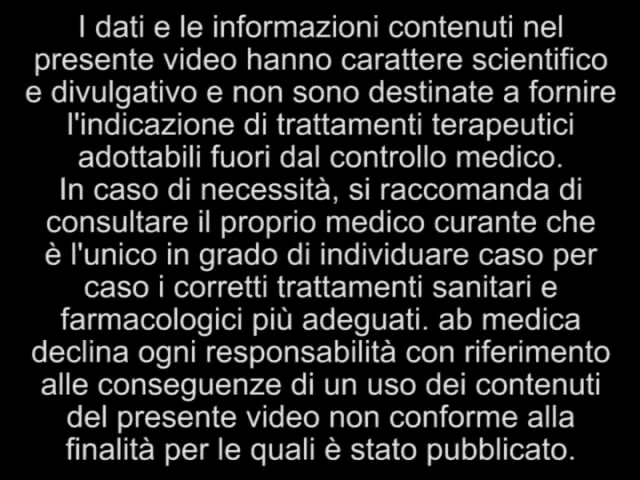 I dati e le informazioni contenuti nel
presente video hanno carattere scientifico
e divulgativo e non sono destinate a fornire
l'indicazione di trattamenti terapeutici
adottabili fuori dal controllo medico.
In caso di necessità, si raccomanda di
consultare il proprio medico curante che
è l'unico in grado di individuare caso per
caso i corretti trattamenti sanitari e
farmacologici più adeguati. ab medica
declina ogni responsabilità con riferimento
alle conseguenze di un uso dei contenuti
del presente video non conforme alla
finalità per le quali è stato pubblicato.